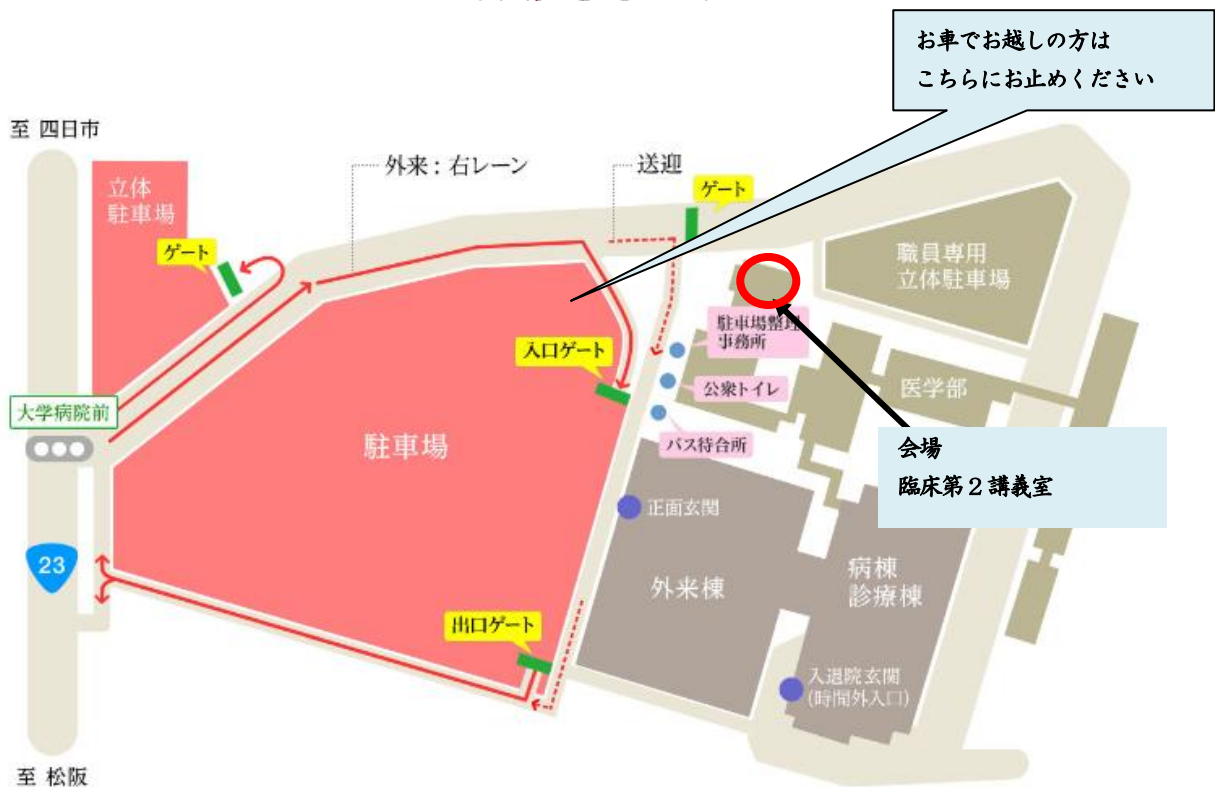 お車でお越しの方は
こちらにお止めください
至 四日市
外来：右レーン
送迎
ゲート
立体
駐車場
ゲート
職員専用
立体駐車場
駐車場整理
事務所
入口ゲート
公衆トイレ
医学部
大学病院前
駐車場
バス待合所
会場
臨床第２講義室
正面玄関
23
外来棟
病棟
診療棟
出口ゲート
入退院玄関
(時間外入口)
至 松阪